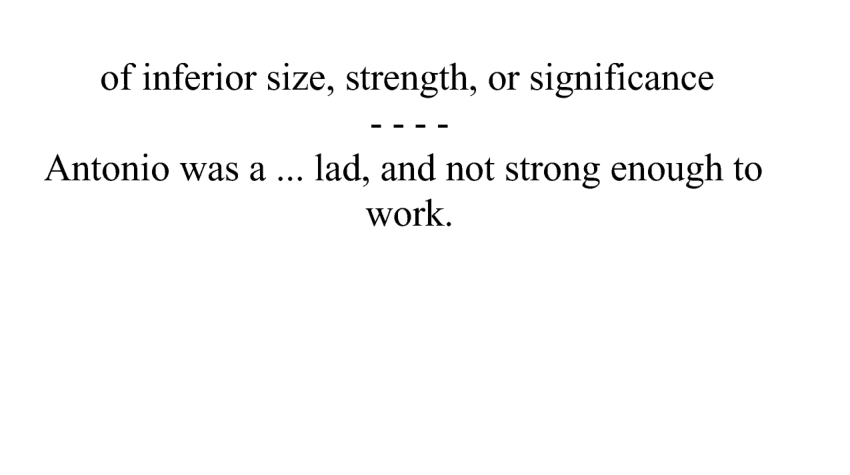 of inferior size, strength, or significance
- - - -
Antonio was a ... lad, and not strong enough to
work.